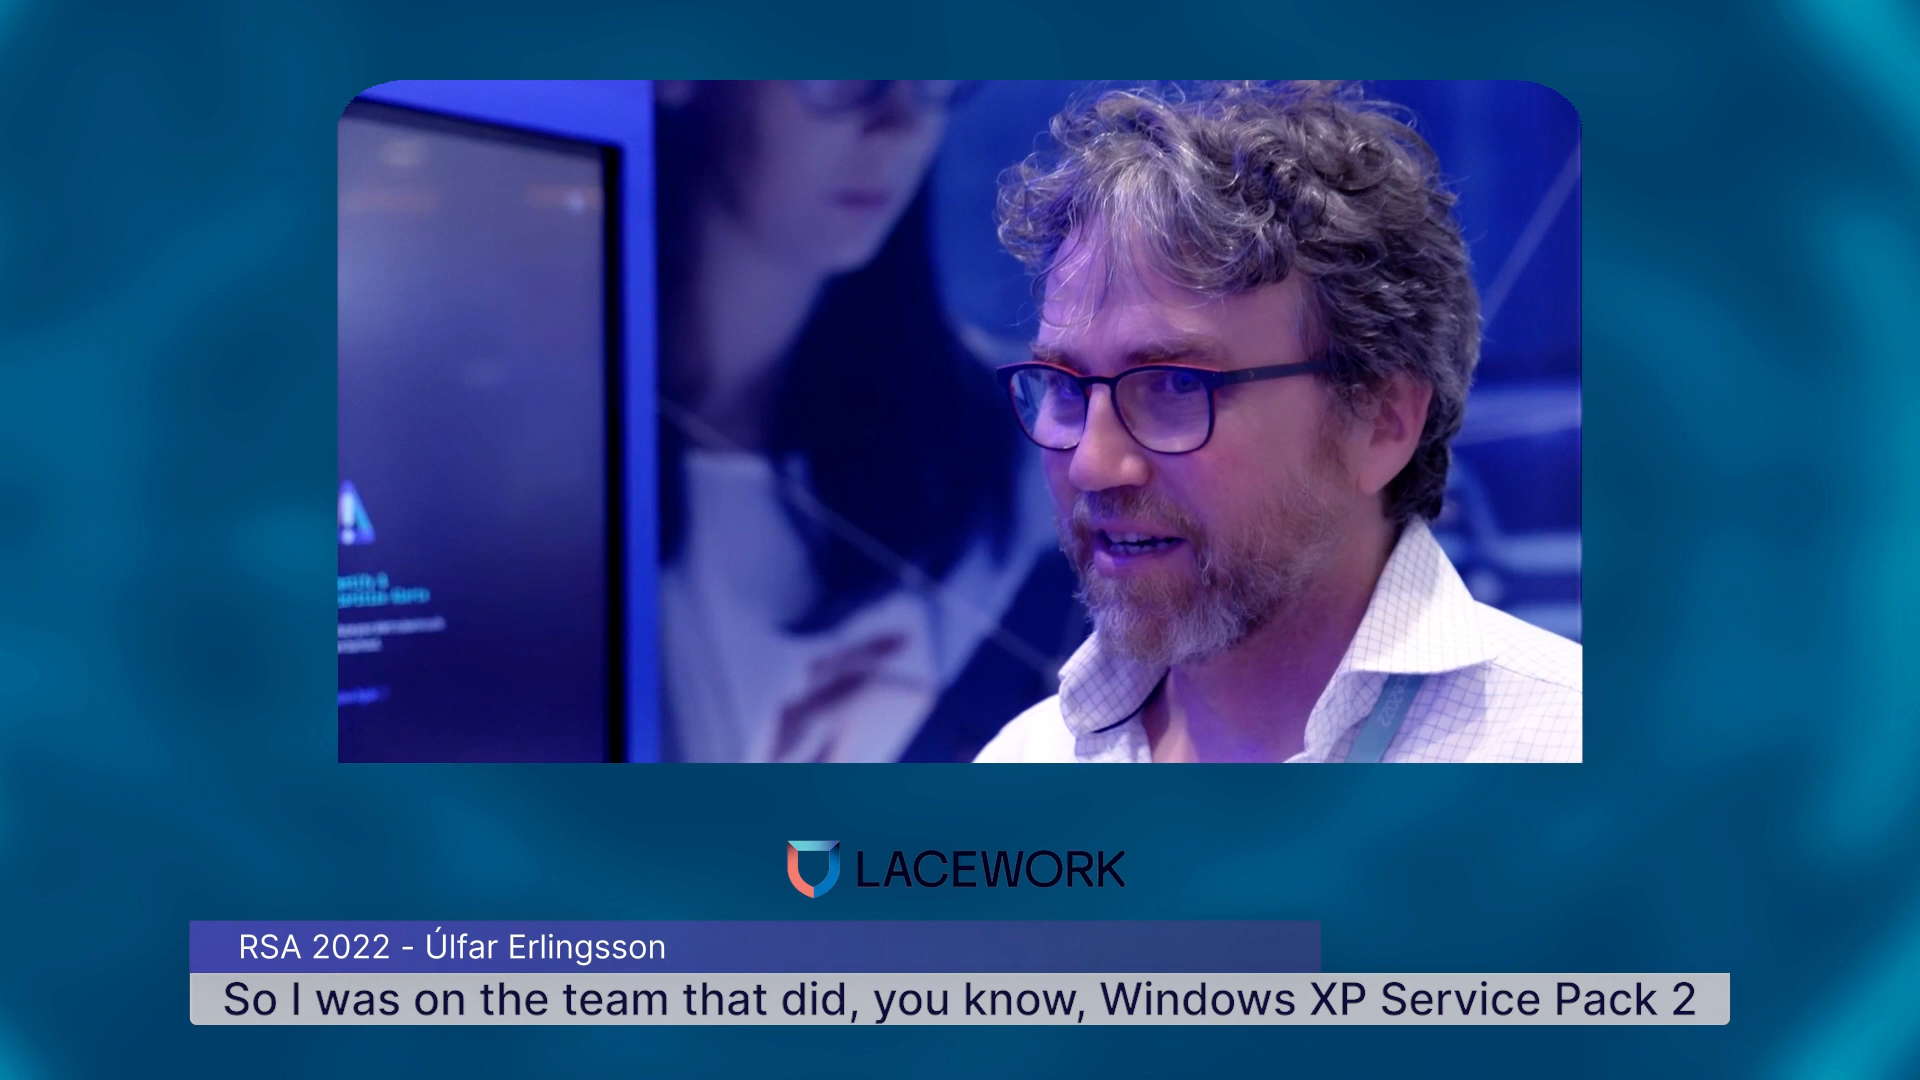 2022
LACEWORK
RSA 2022 - Úlfar Erlingsson
So I was on the team that did, you know, Windows XP Service Pack 2